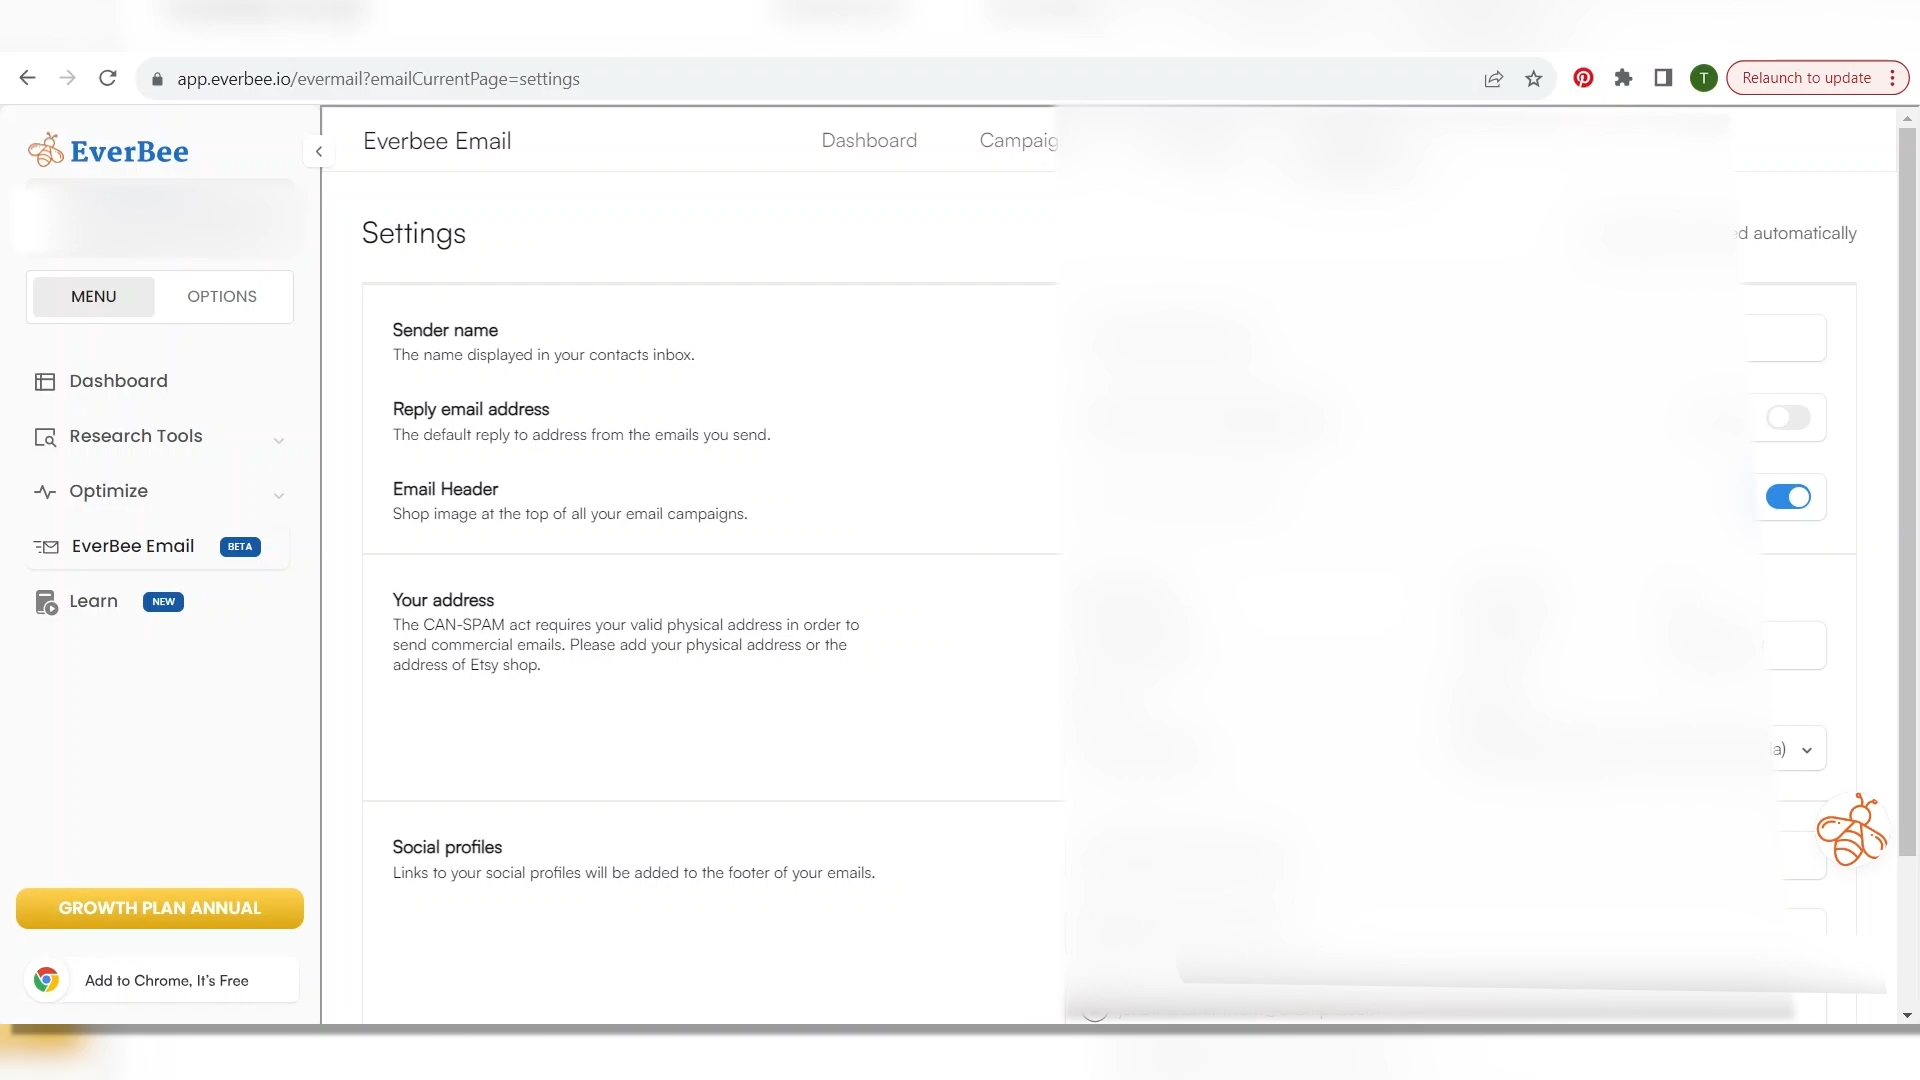 app.everbee.io/evermail?emailCurrentPage=settings
T
Relaunch to update
EverBee
Everbee Email
Dashboard
Settings
automatically
MENU
OPTIONS
Sender name
The name displayed in your contacts inbox.
Dashboard
Reply email address
The default reply to address from the emails you send.
Research Tools
Email Header
Shop image at the top of all your email campaigns.
Optimize
EverBee Email
BETA
Learn
NEW
Your address
The CAN-SPAM act requires your valid physical address in order to
send commercial emails. Please add your physical address or the
address of Etsy shop.
Social profiles
Links to your social profiles will be added to the footer of your emails.
GROWTH PLAN ANNUAL
Add to Chrome, It's Free